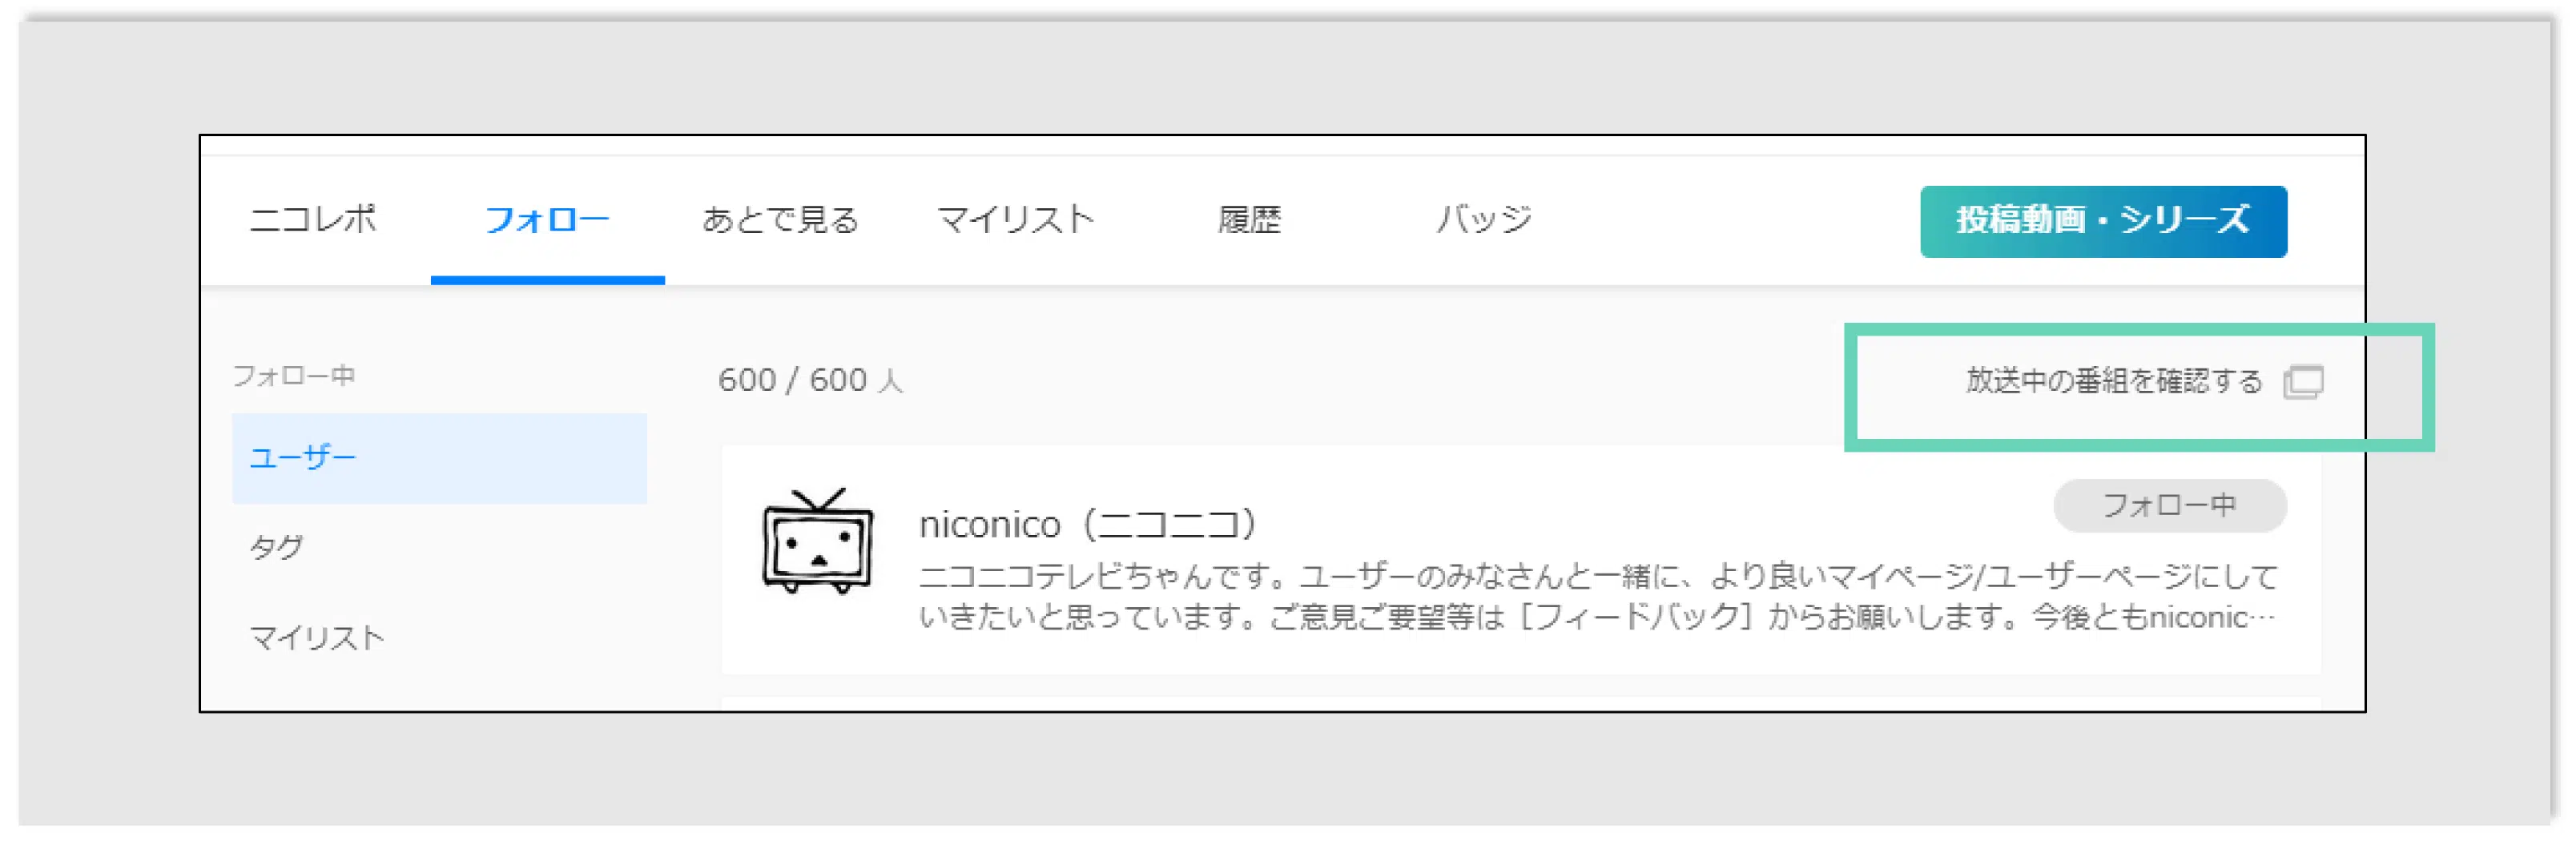 ニコレポ フォロー あとで見る マイリスト 履歴 バッジ 投稿動画・シリーズ
フォロー中
ユーザー
タグ
マイリスト
600 / 600 人
放送中の番組を確認する
niconico（ニコニコ）
フォロー中
ニコニコテレビちゃんです。ユーザーのみなさんと一緒に、より良いマイページ/ユーザーページにして
いきたいと思っています。ご意見ご要望等は［フィードバック］からお願いします。今後ともniconic…